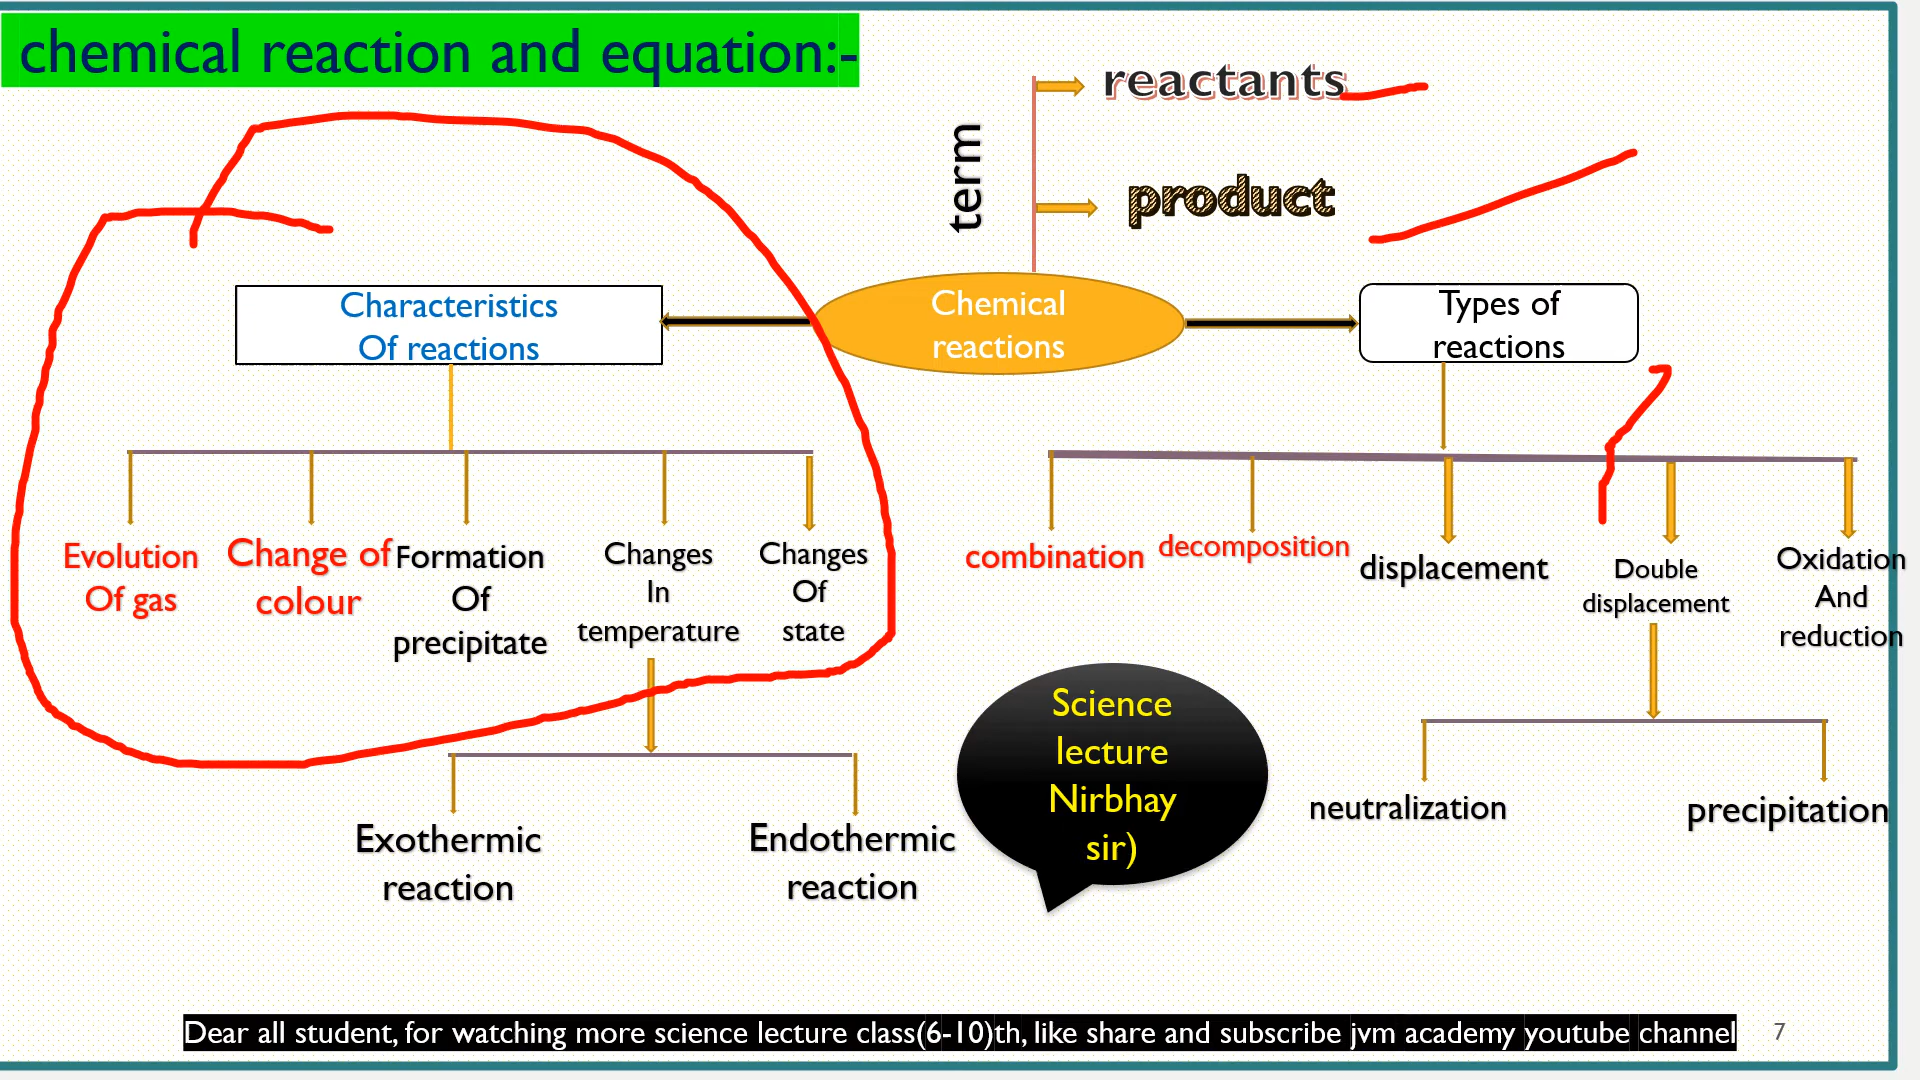 chemical reaction and equation:-
reactants
term
product
Characteristics
Of reactions
Chemical
reactions
Types of
reactions
Evolution
Of gas
Change of
colour
Formation
Of
precipitate
Changes
In
temperature
Changes
Of
state
combination
decomposition
displacement
Double
displacement
Oxidation
And
reduction
Exothermic
reaction
Endothermic
reaction
Science
lecture
Nirbhay
sir)
neutralization
precipitation
Dear all student, for watching more science lecture class(6-10)th, like share and subscribe jvm academy youtube channel
7